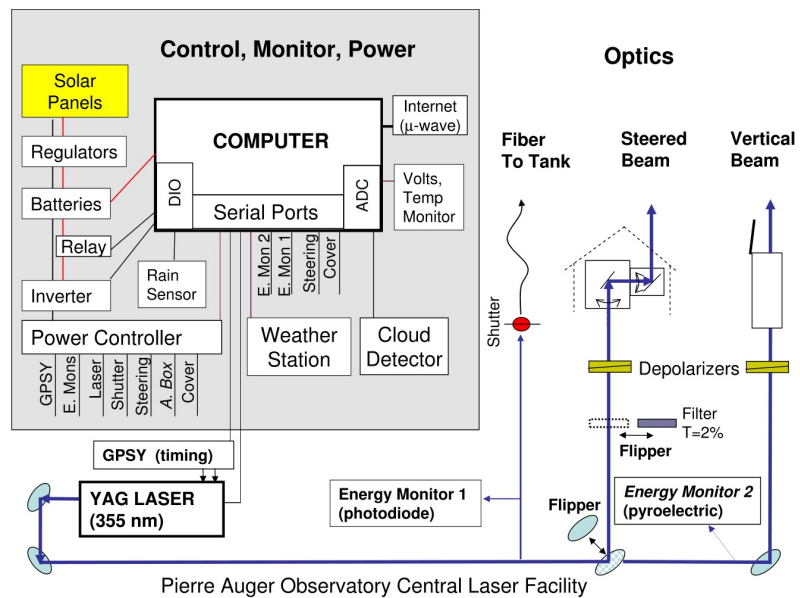 Control, Monitor, Power
Solar
Panels
Regulators
Batteries
Relay
Inverter
Power Controller
GPSY
E. Mons
Laser
Shutter
Steering
A. Box
Cover
COMPUTER
DIO
ADC
Serial Ports
Internet
(µ-wave)
Volts,
Temp
Monitor
Rain
Sensor
E. Mon 2
E. Mon 1
Steering
Cover
Weather
Station
Cloud
Detector
GPSY (timing)
YAG LASER
(355 nm)
Optics
Fiber
To Tank
Steered
Beam
Vertical
Beam
Shutter
Depolarizers
Filter
T=2%
Flipper
Energy Monitor 1
(photodiode)
Flipper
Energy Monitor 2
(pyroelectric)
Pierre Auger Observatory Central Laser Facility